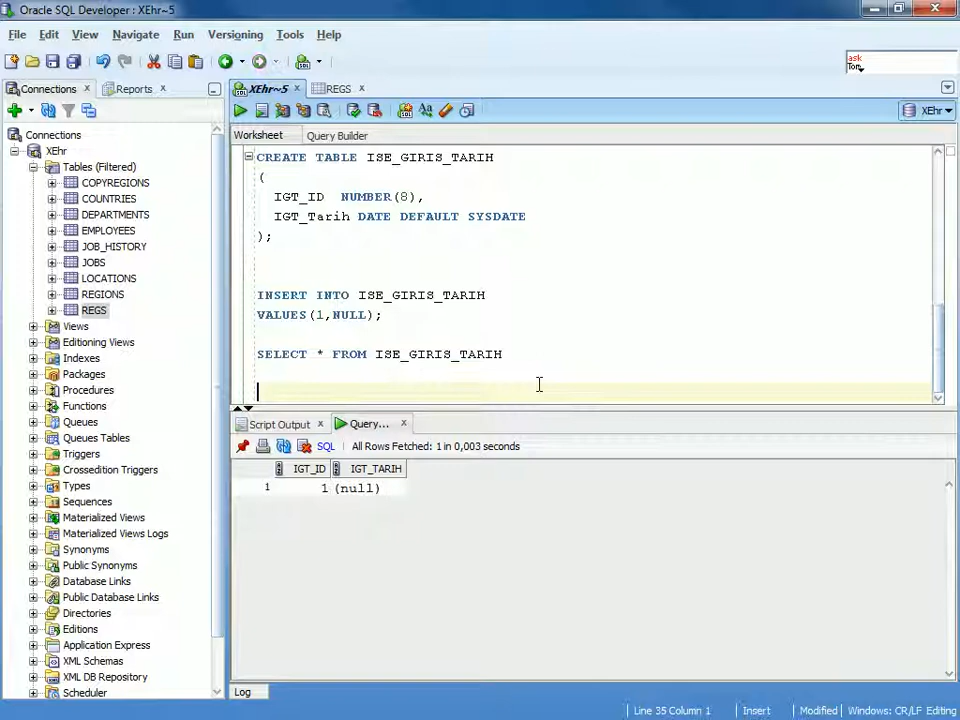 Oracle SQL Developer : XEhr~5
File Edit View Navigate Run Versioning Tools Help
ask
Tom
Connections Reports
XEhr~5 REGS
XEhr
Worksheet Query Builder
Connections
XEhr
Tables (Filtered)
COPYREGIONS
COUNTRIES
DEPARTMENTS
EMPLOYEES
JOB_HISTORY
JOBS
LOCATIONS
REGIONS
REGS
Views
Editioning Views
Indexes
Packages
Procedures
Functions
Queues
Queues Tables
Triggers
Crossedition Triggers
Types
Sequences
Materialized Views
Materialized Views Logs
Synonyms
Public Synonyms
Database Links
Public Database Links
Directories
Editions
Application Express
XML Schemas
XML DB Repository
Scheduler
CREATE TABLE ISE_GIRIS_TARIH
(
IGT_ID NUMBER(8),
IGT_Tarih DATE DEFAULT SYSDATE
);
INSERT INTO ISE_GIRIS_TARIH
VALUES(1,NULL);
SELECT * FROM ISE_GIRIS_TARIH
Script Output Query...
SQL All Rows Fetched: 1 in 0,003 seconds
IGT_ID IGT_TARIH
1 1 (null)
Log
Line 35 Column 1 Insert Modified Windows: CR/LF Editing